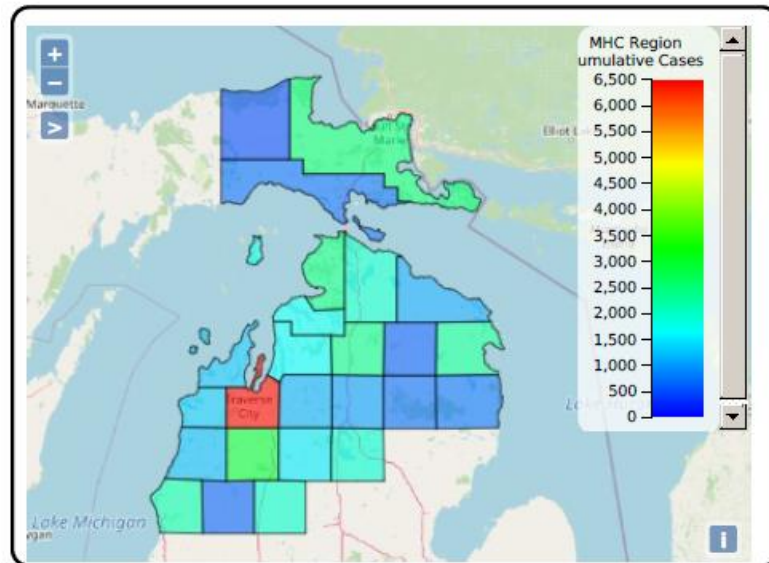 +
−
>
Marquette
MHC Region
umulative Cases
6,500
6,000
5,500
5,000
4,500
4,000
3,500
3,000
2,500
2,000
1,500
1,000
500
0
Elliot
Marie
Traverse
City
Lake Michigan
i